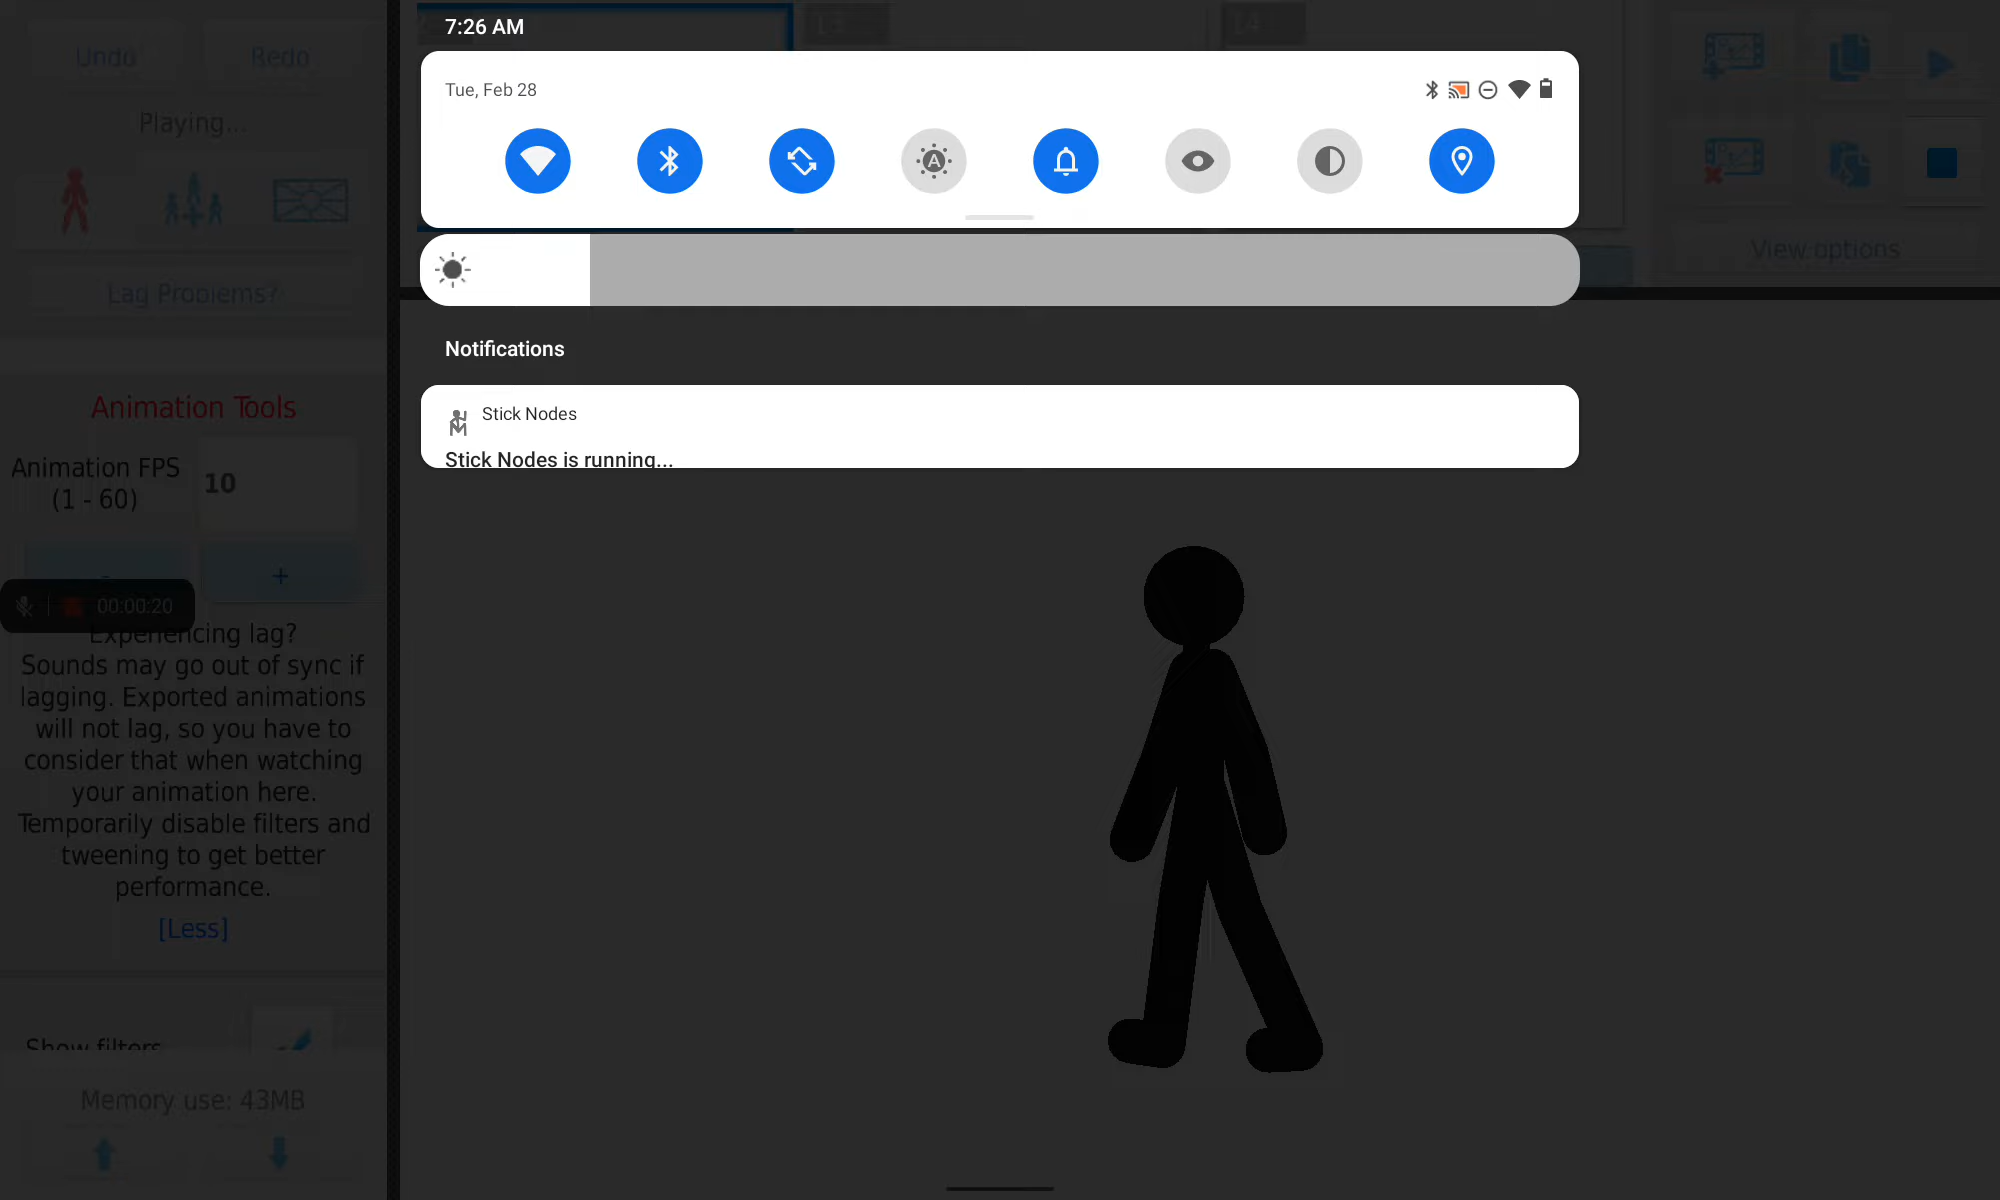 7:26 AM
Tue, Feb 28
A
Notifications
Stick Nodes
Stick Nodes is running...
L3
L4
Undo
Redo
Playing...
Lag Problems?
Animation Tools
Animation FPS
(1 - 60)
10
-
+
00:00:20
Experiencing lag?
Sounds may go out of sync if
lagging. Exported animations
will not lag, so you have to
consider that when watching
your animation here.
Temporarily disable filters and
tweening to get better
performance.
[Less]
Show filters
Memory use: 43MB
View options